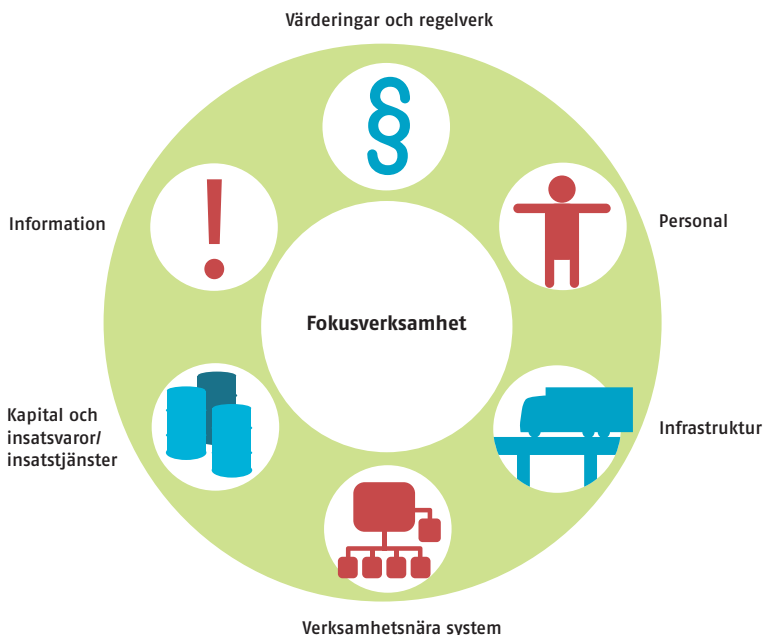 Värderingar och regelverk
§
Information
!
Personal
Fokusverksamhet
Kapital och
insatsvaror/
insatstjänster
Infrastruktur
Verksamhetsnära system